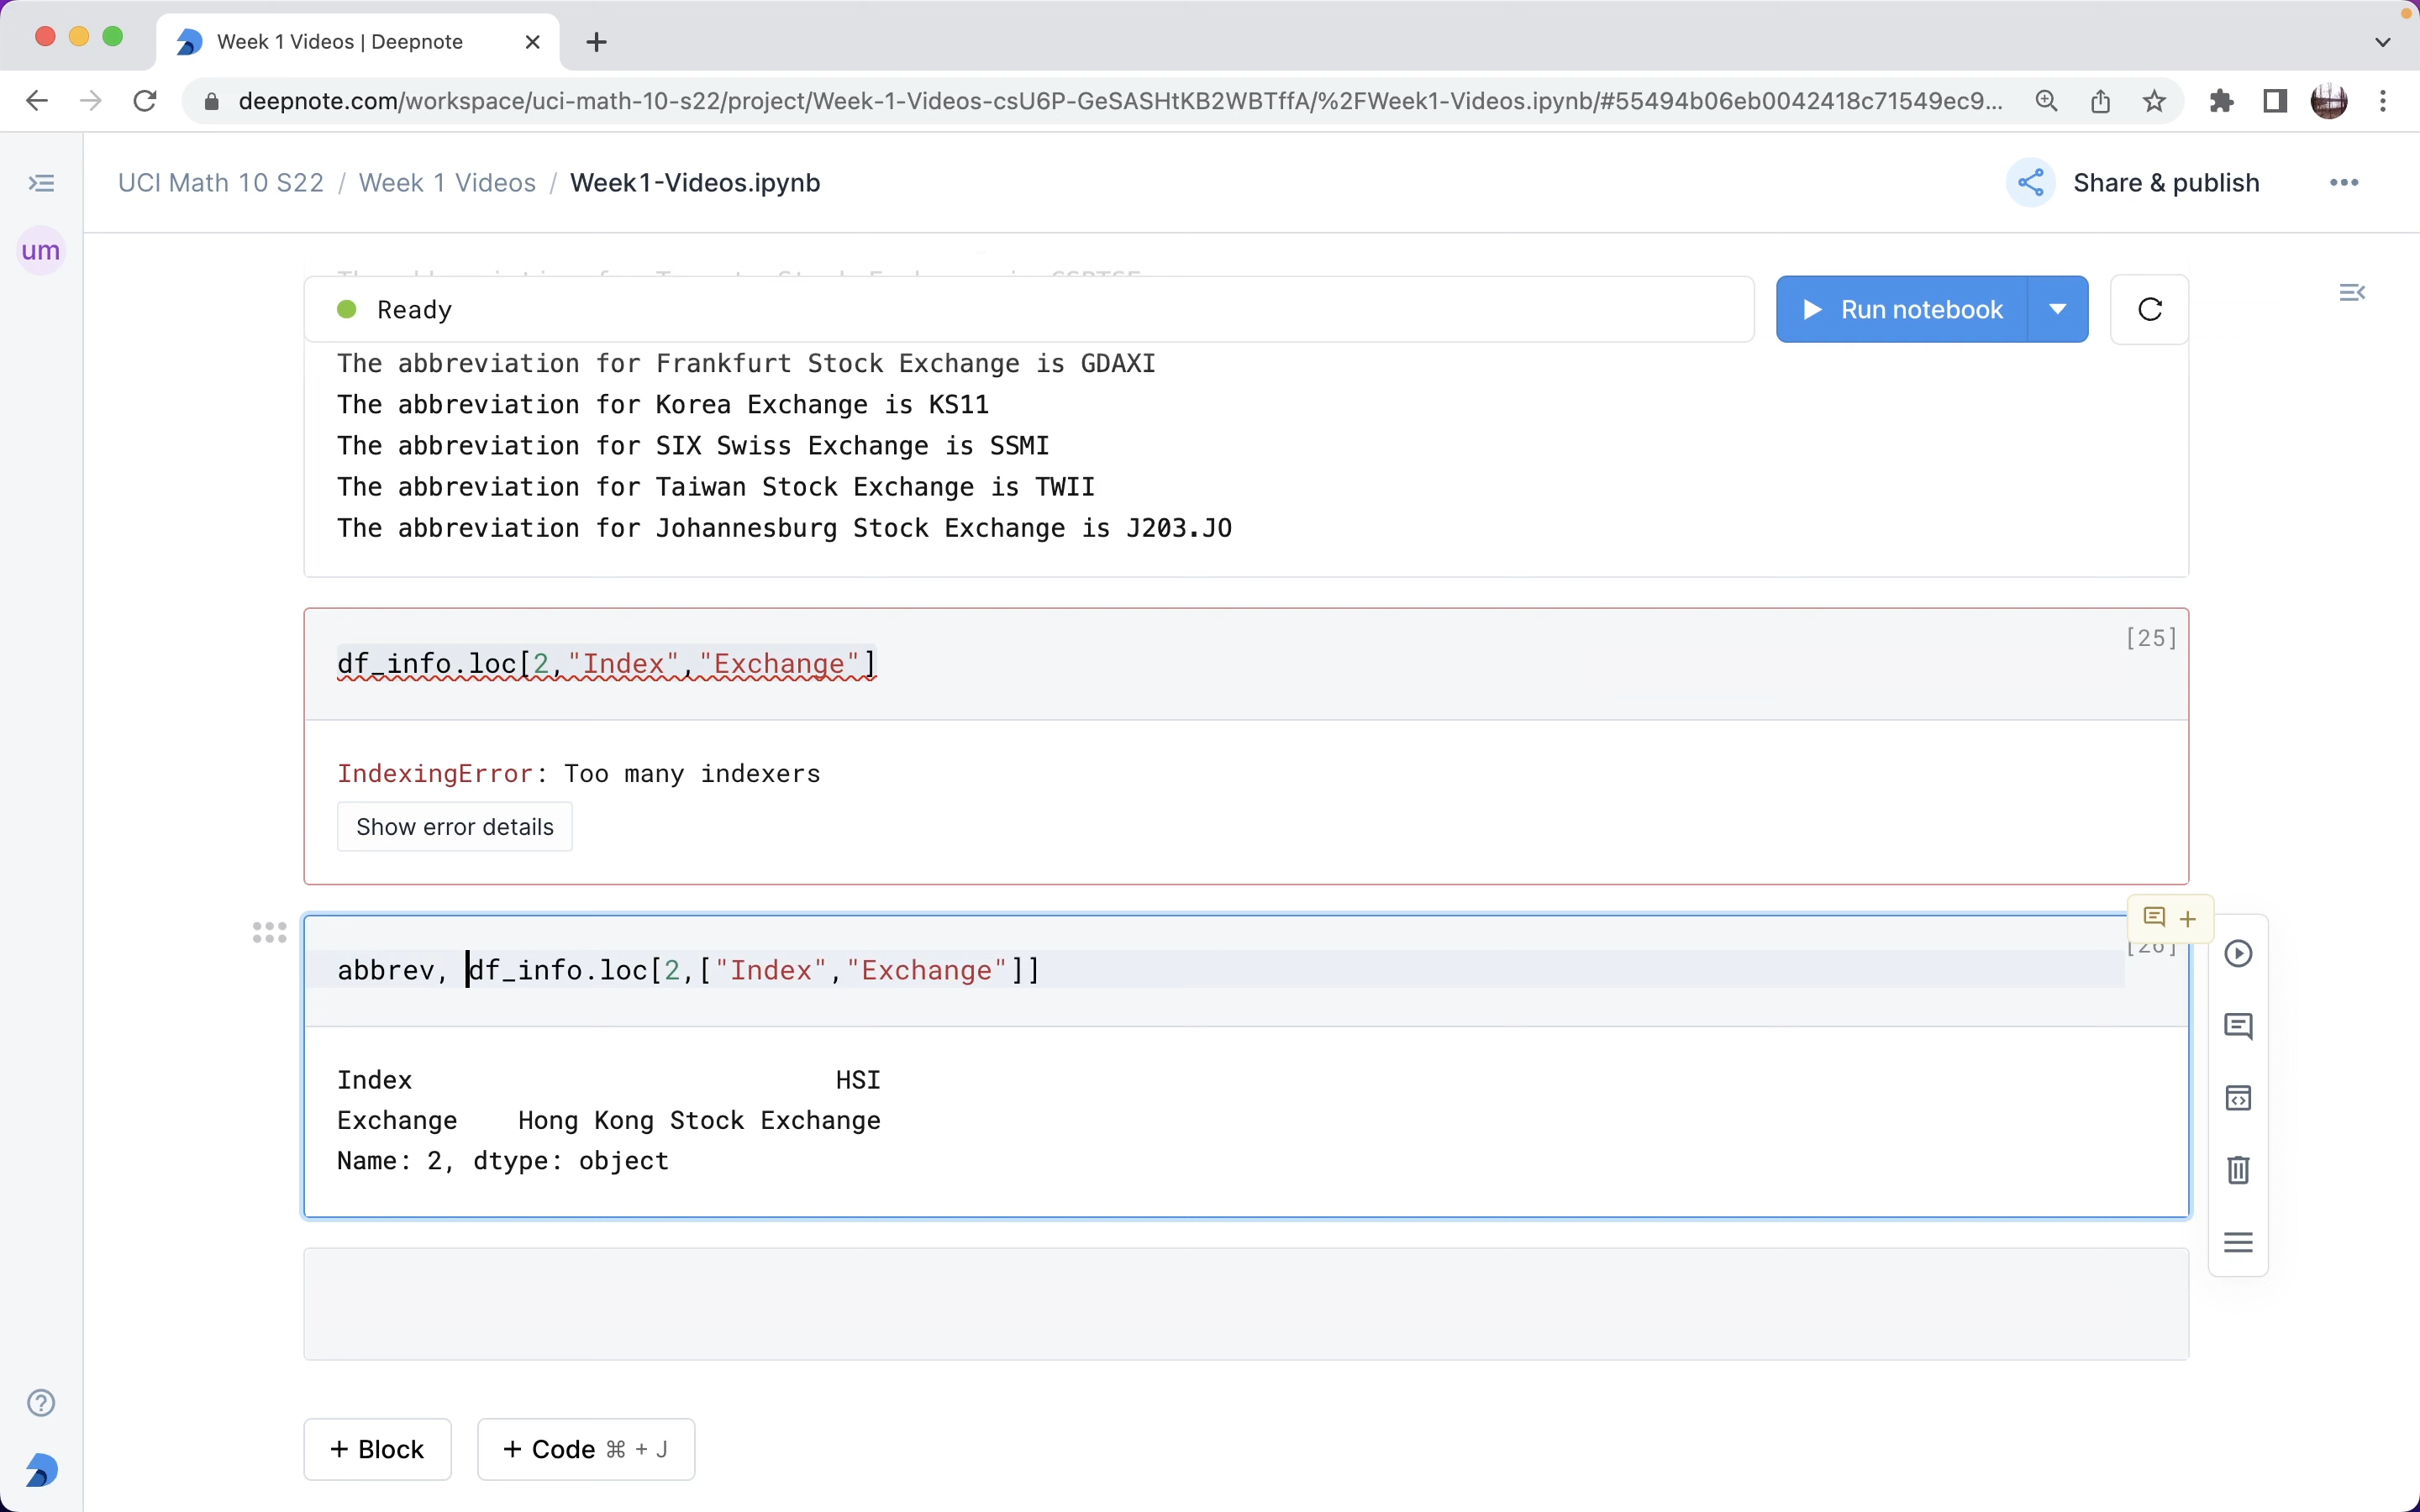 Week 1 Videos | Deepnote
deepnote.com/workspace/uci-math-10-s22/project/Week-1-Videos-csU6P-GeSASHtKB2WBTffA/%2FWeek1-Videos.ipynb/#55494b06eb0042418c71549ec9...
UCI Math 10 S22 / Week 1 Videos / Week1-Videos.ipynb
Share & publish
um
Ready
Run notebook
The abbreviation for Frankfurt Stock Exchange is GDAXI
The abbreviation for Korea Exchange is KS11
The abbreviation for SIX Swiss Exchange is SSMI
The abbreviation for Taiwan Stock Exchange is TWII
The abbreviation for Johannesburg Stock Exchange is J203.JO
[25]
df_info.loc[2,"Index","Exchange"]
IndexingError: Too many indexers
Show error details
[26]
abbrev, df_info.loc[2,["Index","Exchange"]]
Index HSI
Exchange Hong Kong Stock Exchange
Name: 2, dtype: object
+ Block
+ Code ⌘ + J